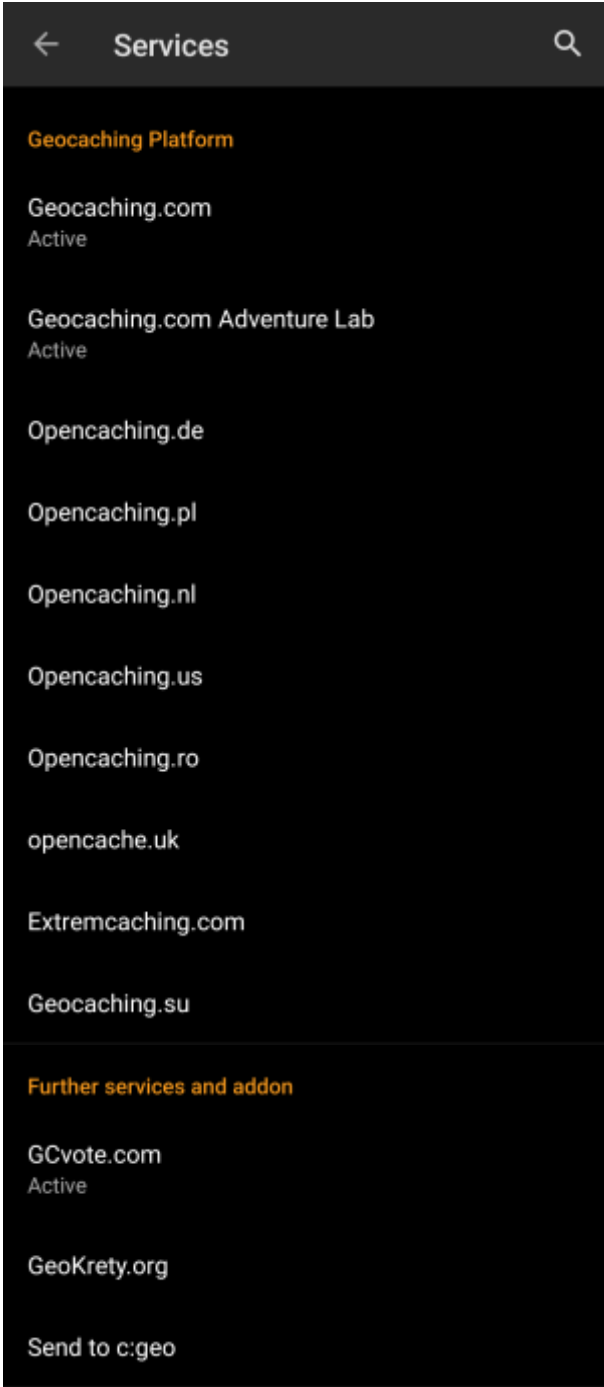 Services
Geocaching Platform
Geocaching.com
Active
Geocaching.com Adventure Lab
Active
Opencaching.de
Opencaching.pl
Opencaching.nl
Opencaching.us
Opencaching.ro
opencache.uk
Extremcaching.com
Geocaching.su
Further services and addon
GCvote.com
Active
GeoKrety.org
Send to c:geo